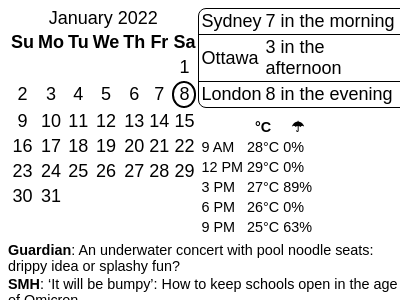 January 2022
Su Mo Tu We Th Fr Sa
1
2 3 4 5 6 7 8
9 10 11 12 13 14 15
16 17 18 19 20 21 22
23 24 25 26 27 28 29
30 31
Sydney 7 in the morning
Ottawa 3 in the
afternoon
London 8 in the evening
°C ☂
9 AM 28°C 0%
12 PM 29°C 0%
3 PM 27°C 89%
6 PM 26°C 0%
9 PM 25°C 63%
Guardian: An underwater concert with pool noodle seats:
drippy idea or splashy fun?
SMH: ‘It will be bumpy’: How to keep schools open in the age
of Omicron